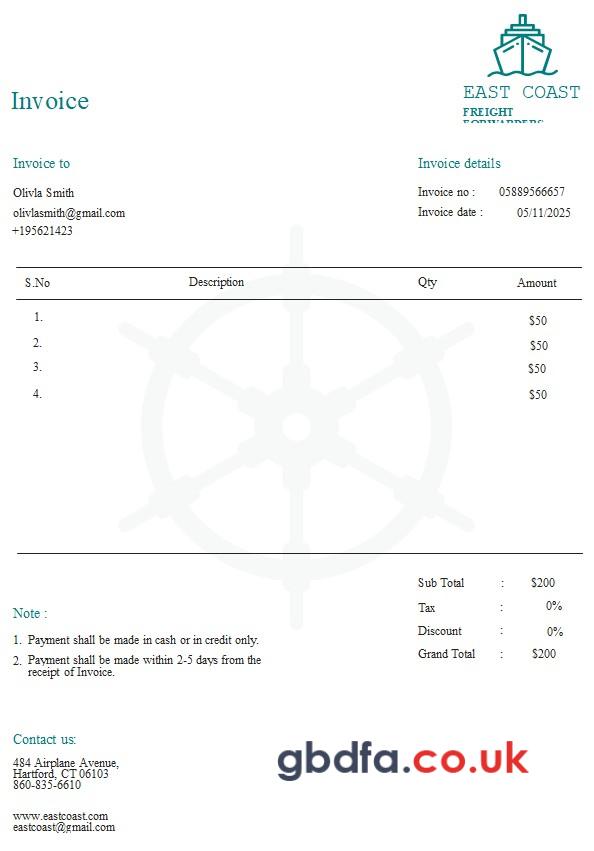 EAST COAST
FREIGHT
FORWARDERS
Invoice
Invoice to
Olivla Smith
olivlasmith@gmail.com
+195621423
Invoice details
Invoice no : 05889566657
Invoice date : 05/11/2025
S.No Description Qty Amount
1. $50
2. $50
3. $50
4. $50
Sub Total : $200
Tax : 0%
Discount : 0%
Grand Total : $200
Note :
1. Payment shall be made in cash or in credit only.
2. Payment shall be made within 2-5 days from the
receipt of Invoice.
Contact us:
484 Airplane Avenue,
Hartford, CT 06103
860-835-6610
www.eastcoast.com
eastcoast@gmail.com
gbdfa.co.uk